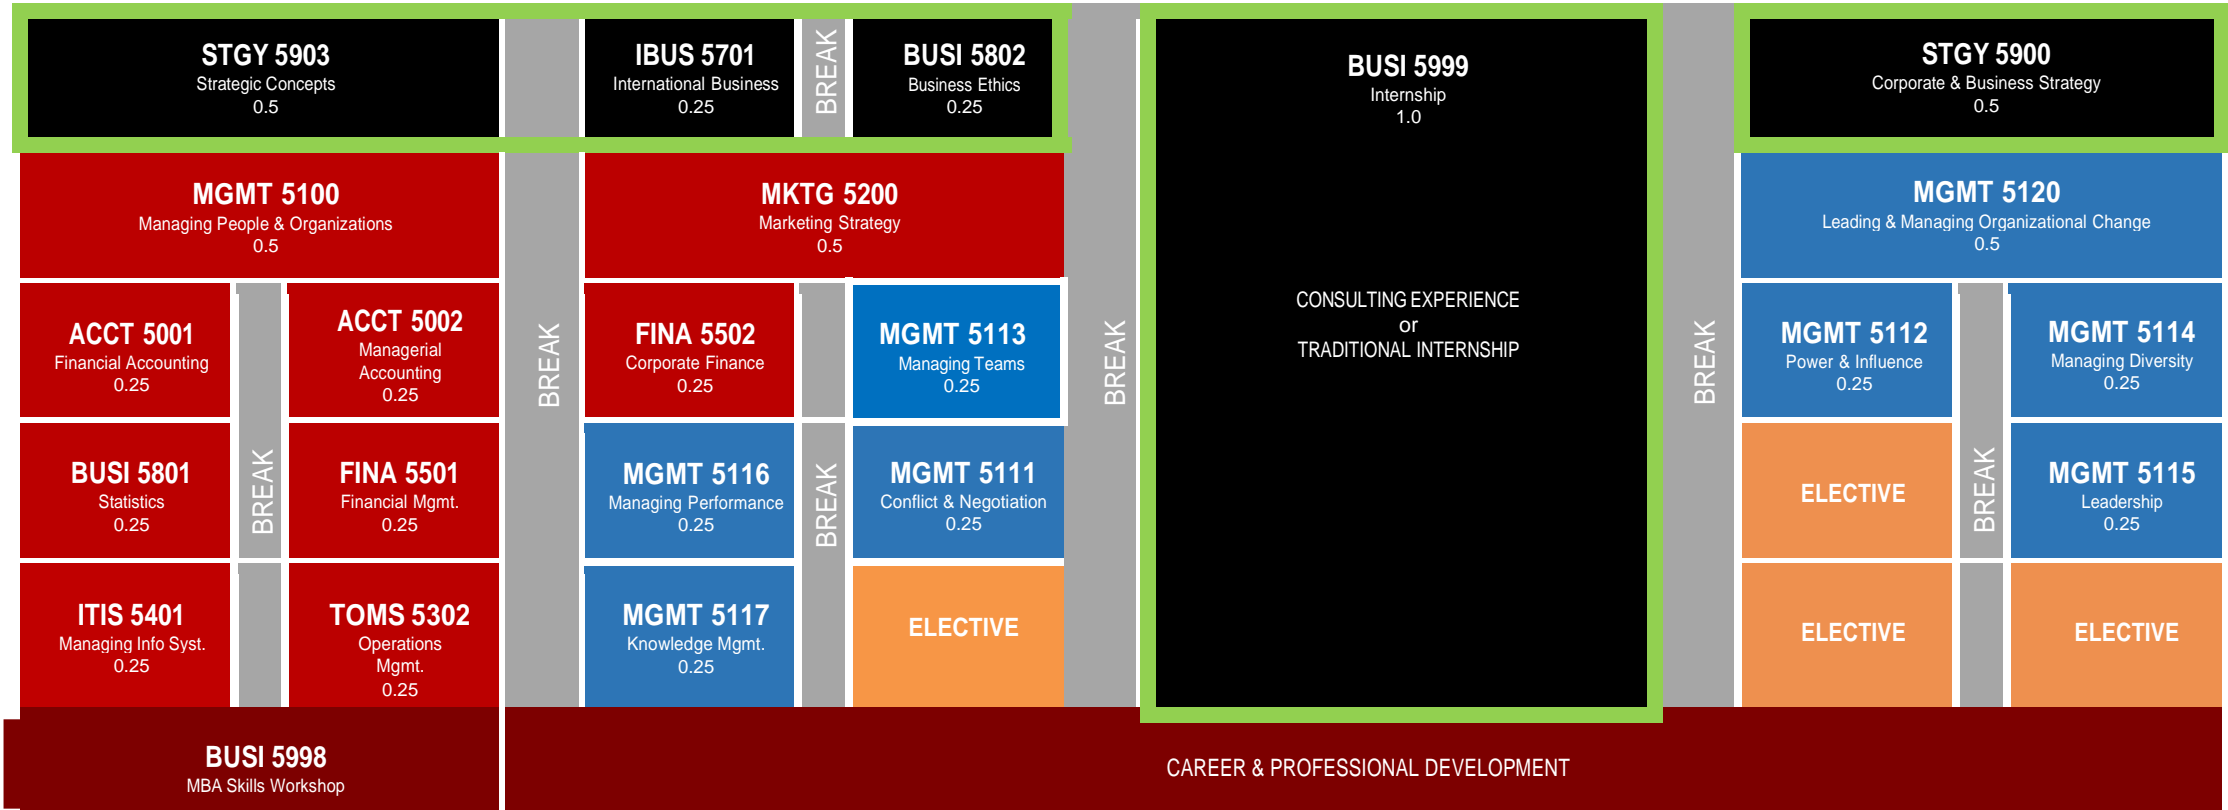 STGY 5903
Strategic Concepts
0.5
IBUS 5701
International Business
0.25
BREAK
BUSI 5802
Business Ethics
0.25
BUSI 5999
Internship
1.0
CONSULTING EXPERIENCE
or
TRADITIONAL INTERNSHIP
STGY 5900
Corporate & Business Strategy
0.5
MGMT 5100
Managing People & Organizations
0.5
BREAK
MKTG 5200
Marketing Strategy
0.5
BREAK
BREAK
MGMT 5120
Leading & Managing Organizational Change
0.5
ACCT 5001
Financial Accounting
0.25
ACCT 5002
Managerial
Accounting
0.25
FINA 5502
Corporate Finance
0.25
MGMT 5113
Managing Teams
0.25
MGMT 5112
Power & Influence
0.25
MGMT 5114
Managing Diversity
0.25
BUSI 5801
Statistics
0.25
BREAK
FINA 5501
Financial Mgmt.
0.25
MGMT 5116
Managing Performance
0.25
BREAK
MGMT 5111
Conflict & Negotiation
0.25
ELECTIVE
BREAK
MGMT 5115
Leadership
0.25
ITIS 5401
Managing Info Syst.
0.25
TOMS 5302
Operations
Mgmt.
0.25
MGMT 5117
Knowledge Mgmt.
0.25
ELECTIVE
ELECTIVE
ELECTIVE
BUSI 5998
MBA Skills Workshop
CAREER & PROFESSIONAL DEVELOPMENT